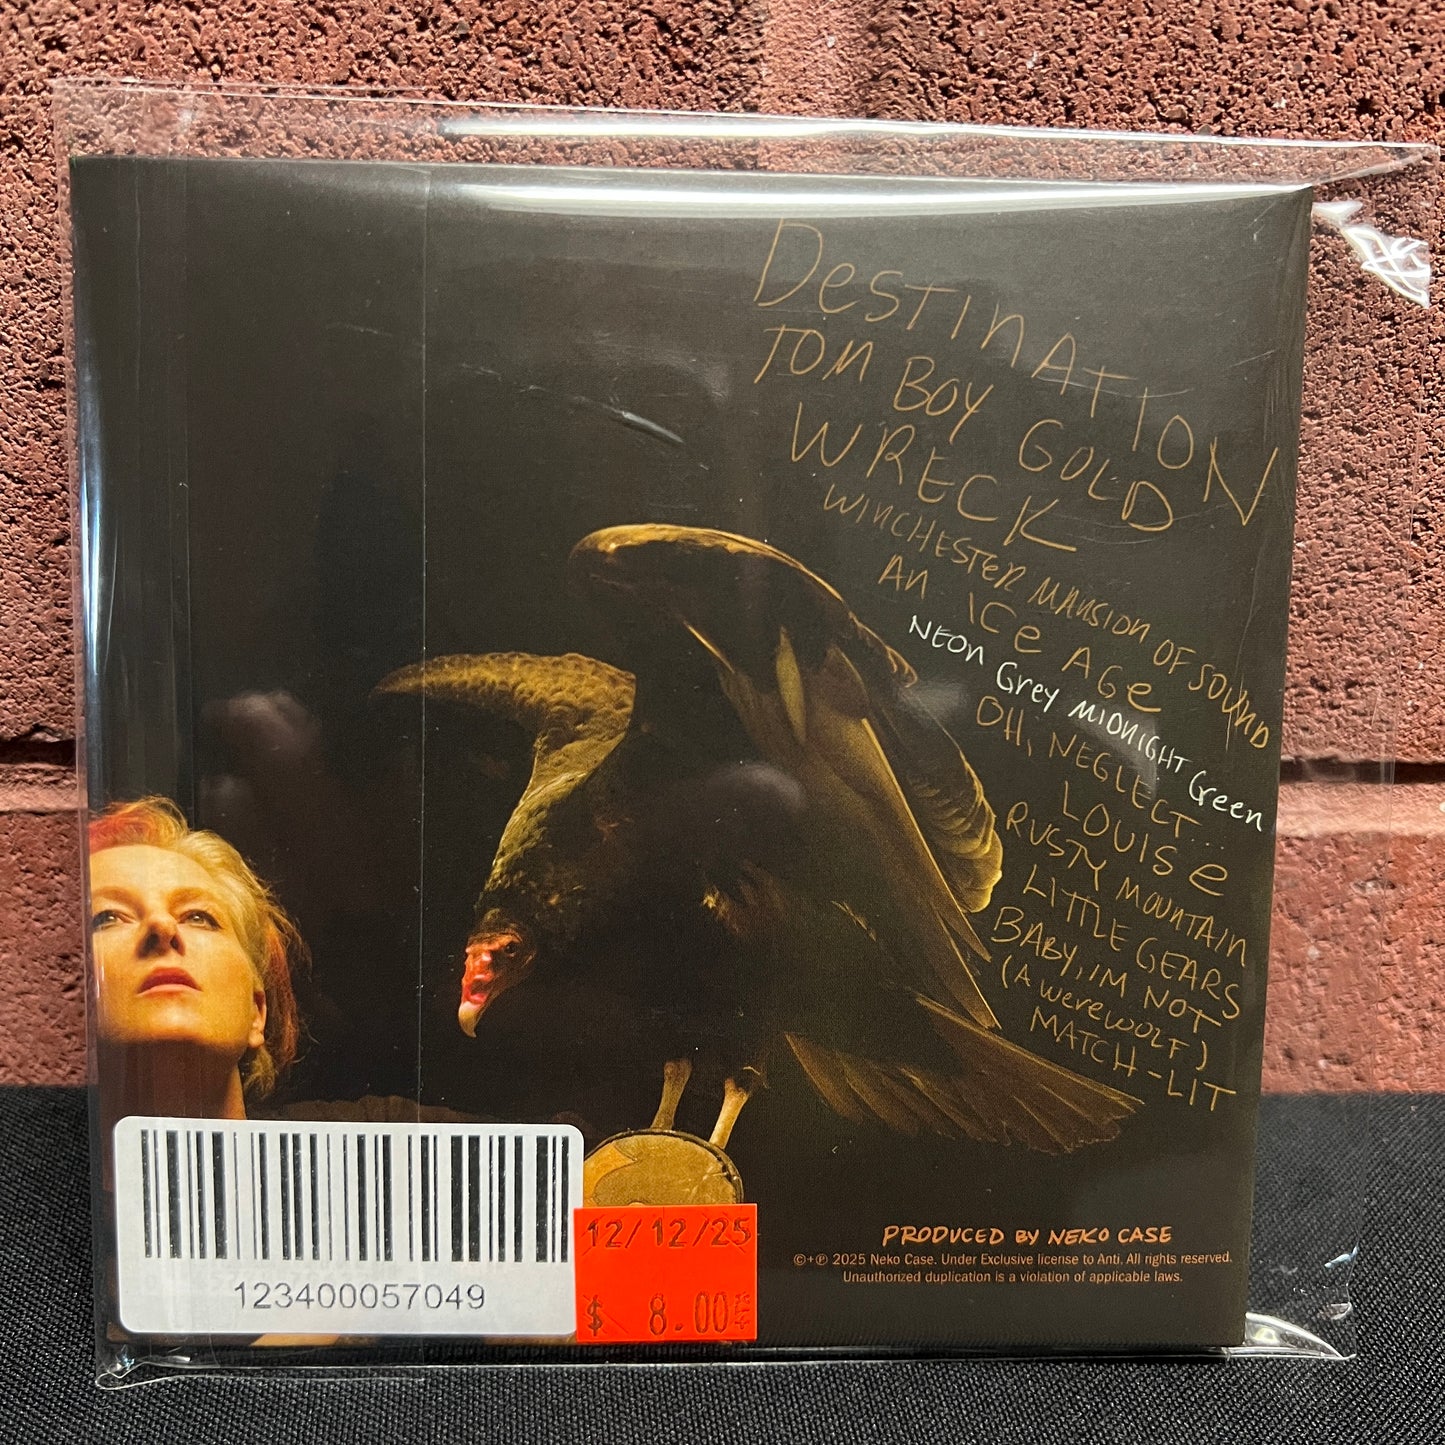 DESTINATION
TOM BOY GOLD
WRECK
WINCHESTER MANSION OF SOUND
AN ICE AGE
NEON Grey MIDNIGHT Green
OH, NEGLECT...
LOUISE
RUSTY MOUNTAIN
LITTLE GEARS
BABY, I'M NOT
(A werewolf)
MATCH-LIT
PRODUCED BY NEKO CASE
©+℗ 2025 Neko Case. Under Exclusive license to Anti. All rights reserved.
Unauthorized duplication is a violation of applicable laws.
123400057049
12/12/25
$ 8.00